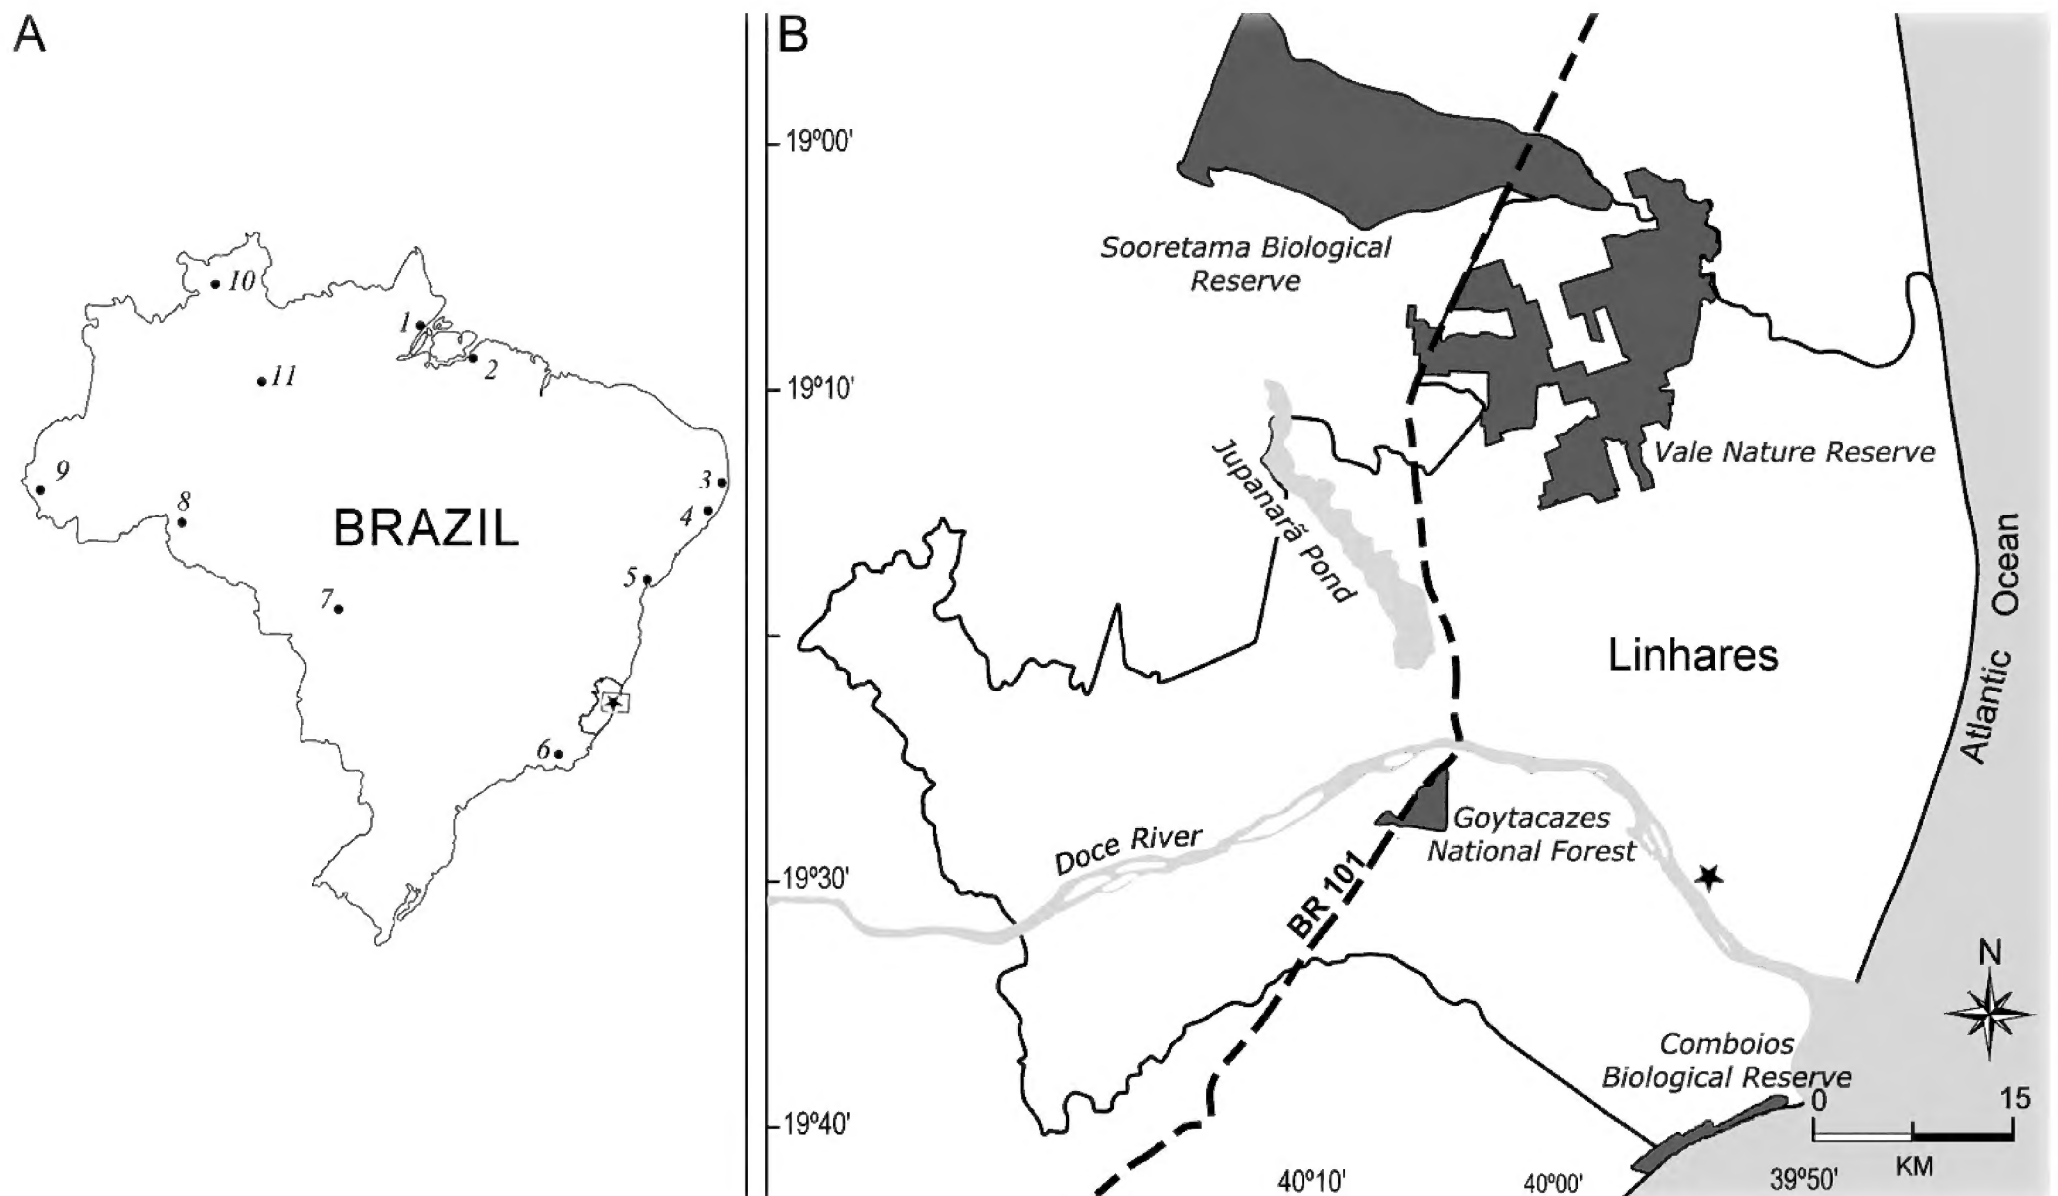 A
10
1
11
2
9
8
3
BRAZIL
4
5
7
6
B
19º00'
Sooretama Biological
Reserve
19º10'
Vale Nature Reserve
Jupanarã Pond
Linhares
Atlantic Ocean
Goytacazes
National Forest
Doce River
BR 101
19º30'
N
Comboios
Biological Reserve
0 15
KM
19º40'
40º10' 40º00' 39º50'